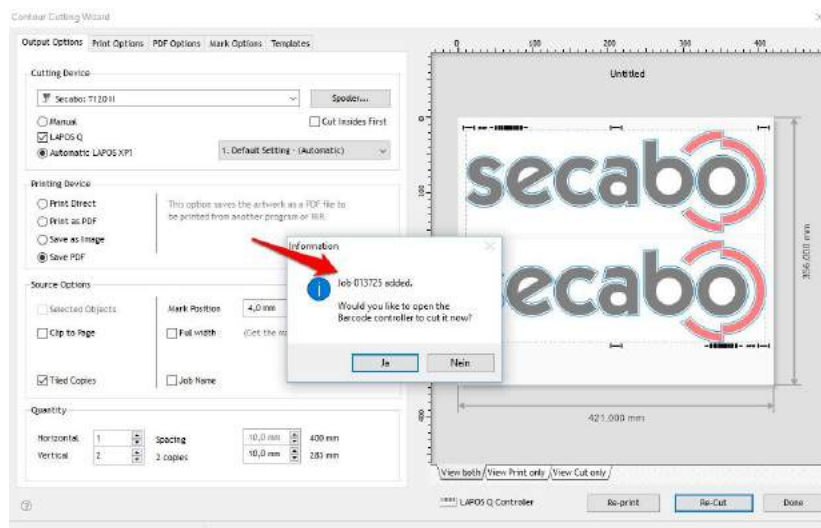 Contour Cutting Wizard
Output Options Print Options PDF Options Mark Options Templates
Cutting Device
Secabo T120 II
Spooler...
Manual
Cut Insides First
LAPOS Q
Automatic LAPOS XPT
1. Default Setting - (Automatic)
Printing Device
Print Direct
Print as PDF
Save as Image
Save PDF
This option saves the artwork as a PDF file to
be printed from another program or RIR.
Source Options
Selected Objects
Mark Position 4,0 mm
Clip to Page
Full width
(Get the
Tiled Copies
Job Name
Quantity
Horizontal 1 Spacing 10,0 mm 400 mm
Vertical 2 2 copies 10,0 mm 283 mm
Information
Job 013725 added.
Would you like to open the
Barcode controller to cut it now?
Ja Nein
0 100 200 300 400
Untitled
0
100
400
secabo
ecabo
356.000 mm
421.000 mm
View both View Print only View Cut only
LAPOS Q Controller Re-print Re-Cut Done